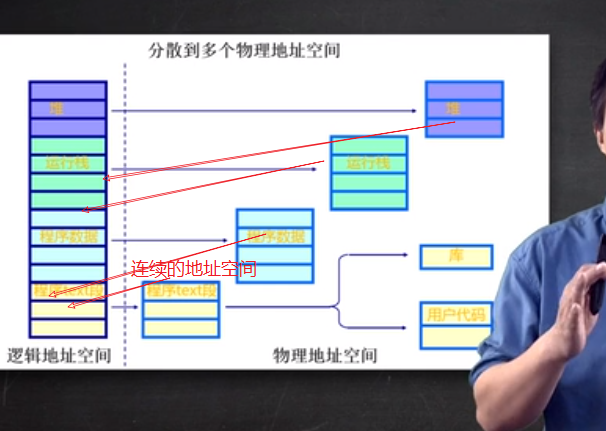 分散到多个物理地址空间
堆
堆
运行栈
运行栈
程序数据
程序数据
连续的地址空间
库
程序text段
程序text段
用户代码
逻辑地址空间
物理地址空间